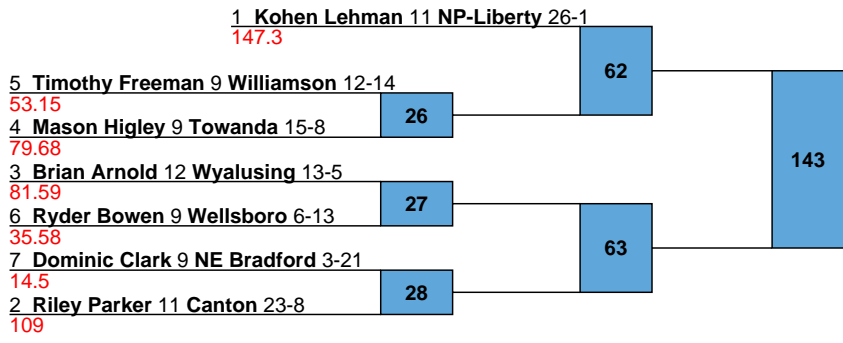 1 Kohen Lehman 11 NP-Liberty 26-1
147.3
62
5 Timothy Freeman 9 Williamson 12-14
53.15
26
4 Mason Higley 9 Towanda 15-8
79.68
143
3 Brian Arnold 12 Wyalusing 13-5
81.59
27
6 Ryder Bowen 9 Wellsboro 6-13
35.58
63
7 Dominic Clark 9 NE Bradford 3-21
14.5
28
2 Riley Parker 11 Canton 23-8
109